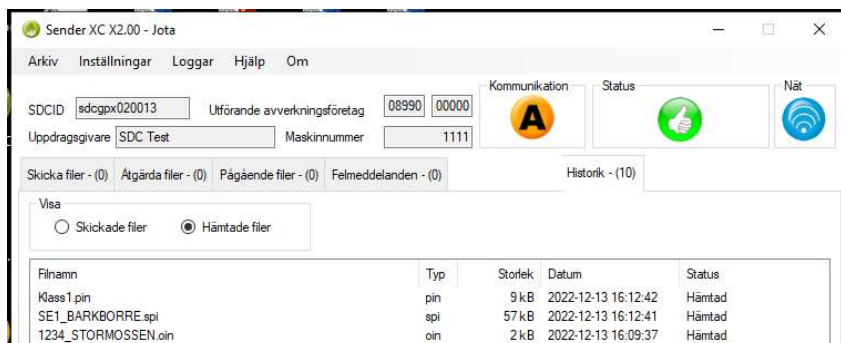 Sender XC X2.00 - Jota
Arkiv Inställningar Loggar Hjälp Om
Kommunikation Status Nät
SDCID sdcgpx020013 Utförande avverkningsföretag 08990 00000
A
Uppdragsgivare SDC Test Maskinnummer 1111
Skicka filer - (0) Åtgärda filer - (0) Pågående filer - (0) Felmeddelanden - (0) Historik - (10)
Visa
Skickade filer Hämtade filer
Filnamn Typ Storlek Datum Status
Klass1.pin pin 9 kB 2022-12-13 16:12:42 Hämtad
SE1_BARKBORRE.spi spi 57 kB 2022-12-13 16:12:41 Hämtad
1234_STORMOSSEN.oin oin 2 kB 2022-12-13 16:09:37 Hämtad